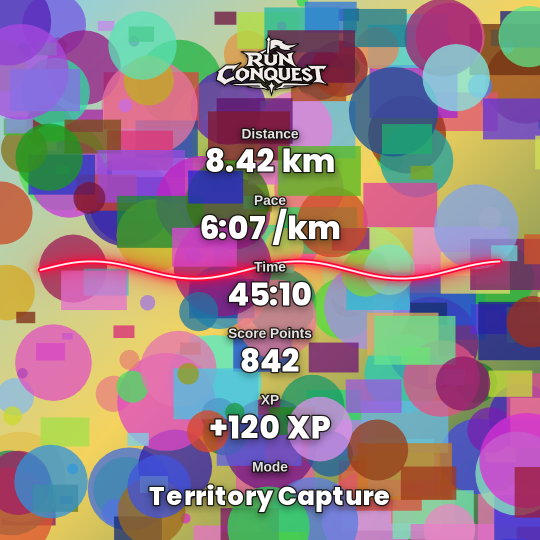 RUN
CONQUEST
Distance
8.42 km
Pace
6:07 /km
Time
45:10
Score Points
842
XP
+120 XP
Mode
Territory Capture